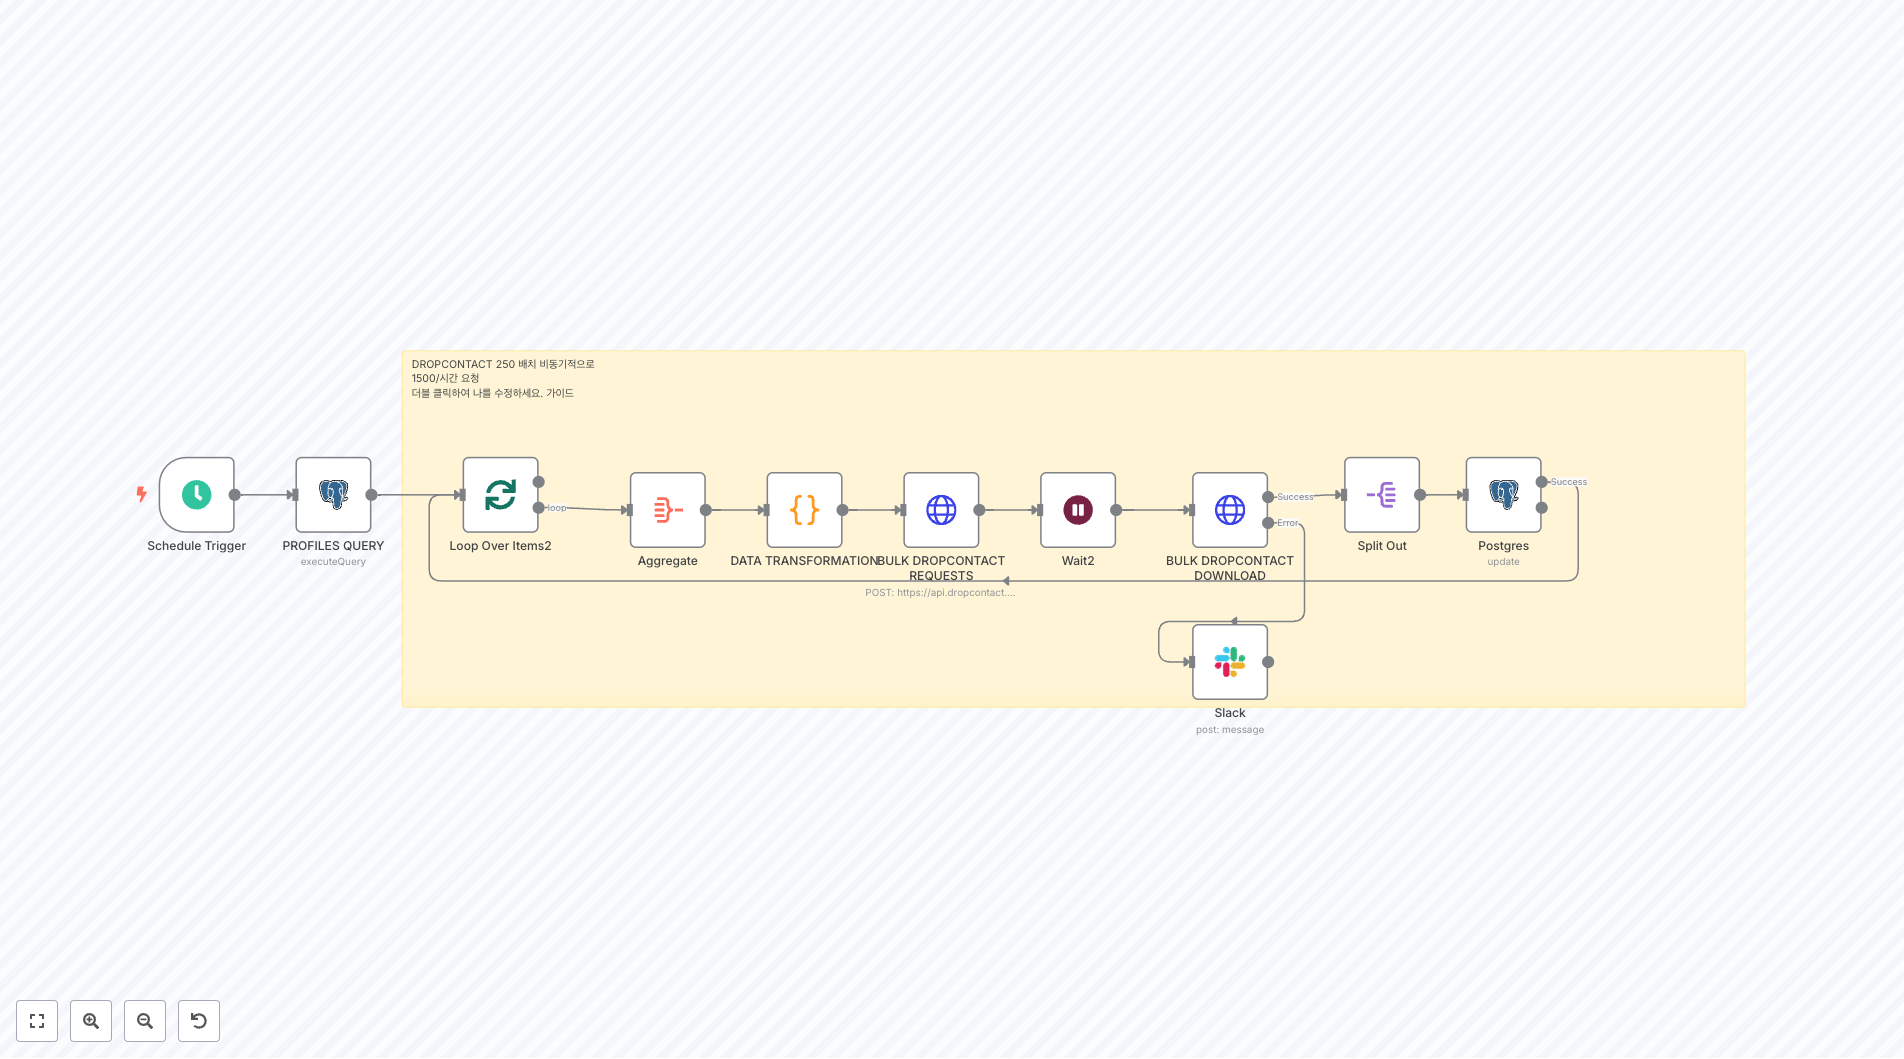 DROPCONTACT 250 배치 비동기적으로
1500/시간 요청
더블 클릭하여 나를 수정하세요. 가이드
Schedule Trigger
PROFILES QUERY
executeQuery
Loop Over Items2
loop
Aggregate
DATA TRANSFORMATION
BULK DROPCONTACT
REQUESTS
POST: https://api.dropcontact....
Wait2
BULK DROPCONTACT
DOWNLOAD
Success
Error
Split Out
Postgres
update
Success
Slack
post: message